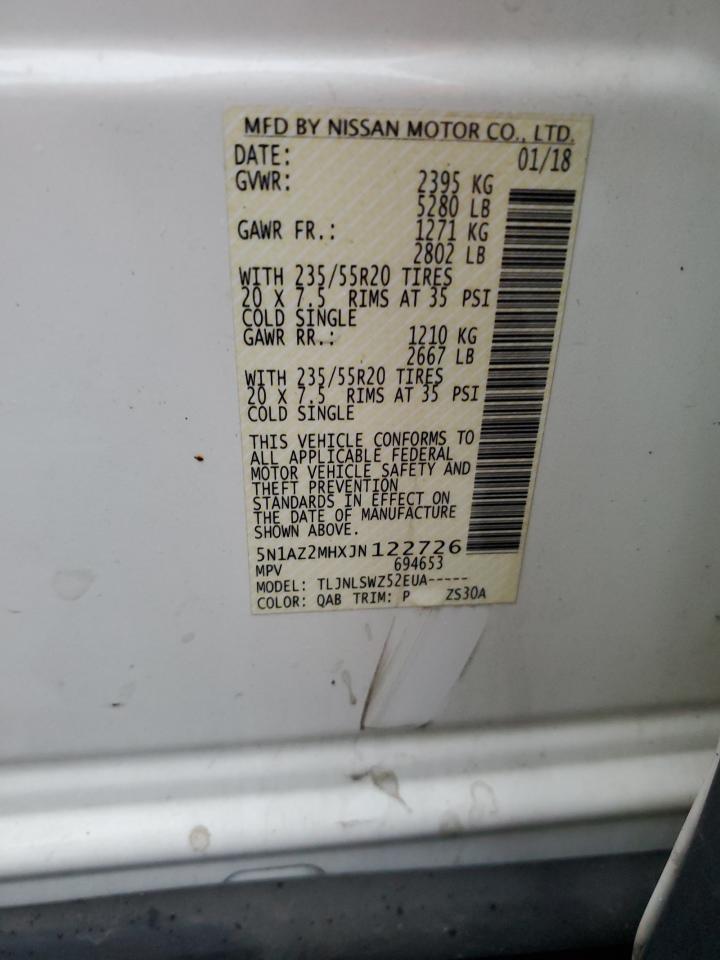 MFD BY NISSAN MOTOR CO., LTD.
DATE: 01/18
GVWR: 2395 KG
5280 LB
GAWR FR.: 1271 KG
2802 LB
WITH 235/55R20 TIRES
20 X 7.5 RIMS AT 35 PSI
COLD SINGLE
GAWR RR.: 1210 KG
2667 LB
WITH 235/55R20 TIRES
20 X 7.5 RIMS AT 35 PSI
COLD SINGLE
THIS VEHICLE CONFORMS TO
ALL APPLICABLE FEDERAL
MOTOR VEHICLE SAFETY AND
THEFT PREVENTION
STANDARDS IN EFFECT ON
THE DATE OF MANUFACTURE
SHOWN ABOVE.
5N1AZ2MHXJN122726
MPV 694653
MODEL: TLJNLSWZ52EUA-----
COLOR: QAB TRIM: P ZS30A